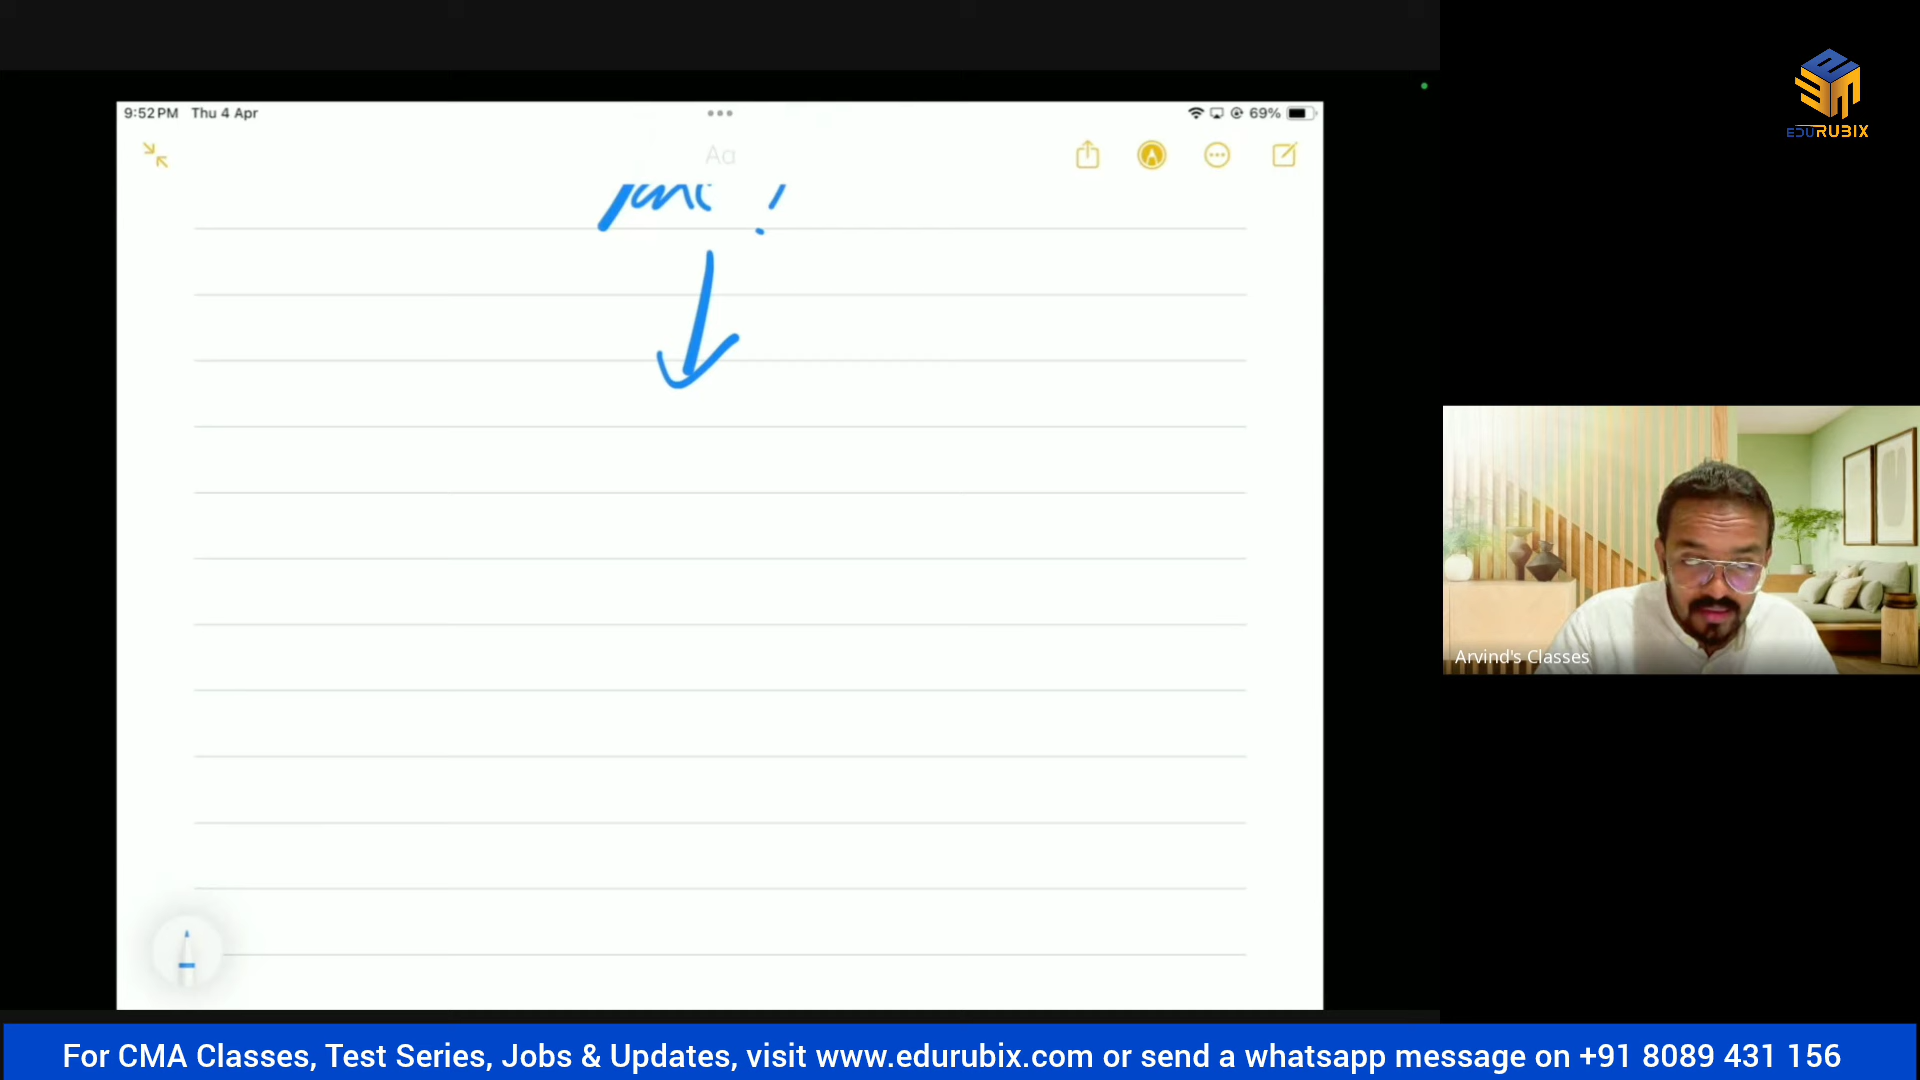 9:52 PM Thu 4 Apr
69%
Aa
EDURUBIX
Arvind's Classes
For CMA Classes, Test Series, Jobs & Updates, visit www.edurubix.com or send a whatsapp message on +91 8089 431 156